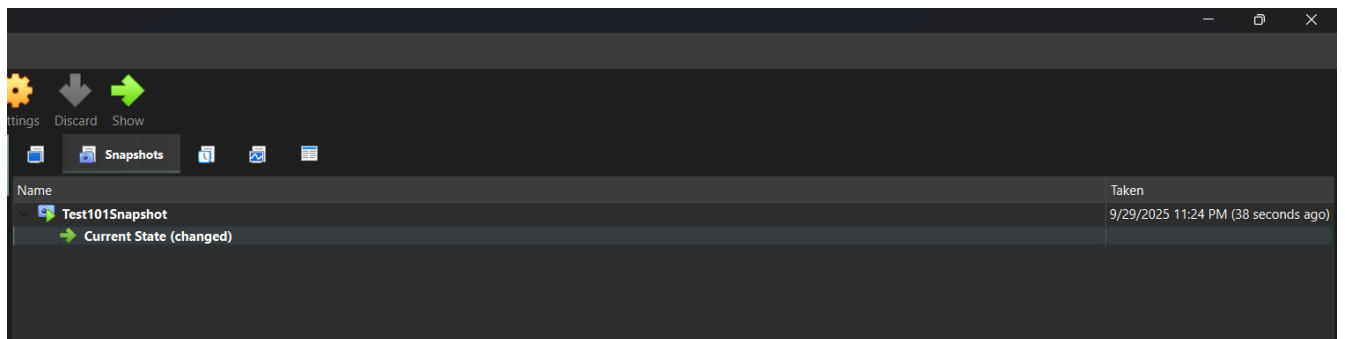 ttings Discard Show
Snapshots
Name Taken
Test101Snapshot 9/29/2025 11:24 PM (38 seconds ago)
Current State (changed)